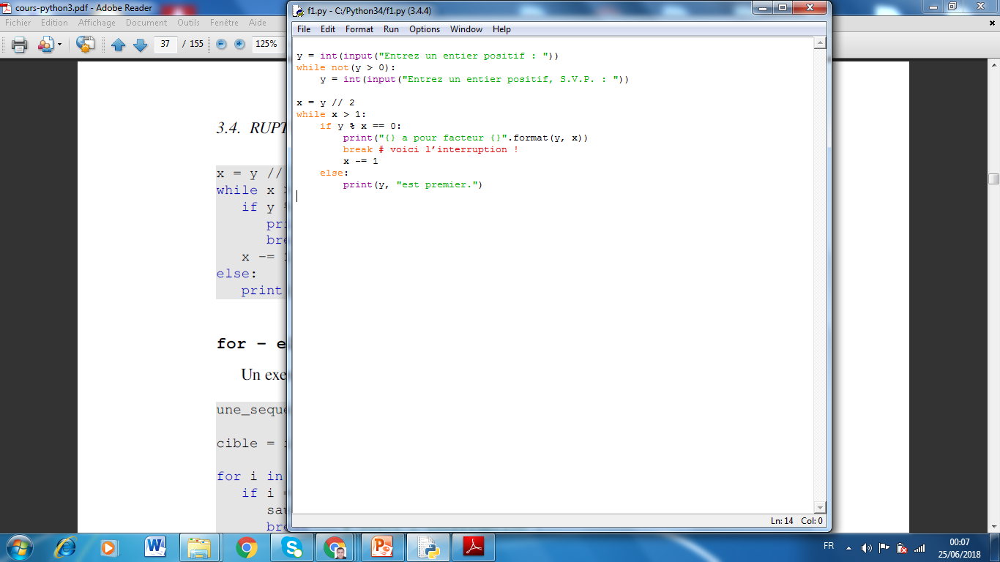 cours-python3.pdf - Adobe Reader
Fichier Edition Affichage Document Outils Fenêtre Aide
37 / 155 125%
f1.py - C:/Python34/f1.py (3.4.4)
File Edit Format Run Options Window Help
y = int(input("Entrez un entier positif : "))
while not(y > 0):
    y = int(input("Entrez un entier positif, S.V.P. : "))
x = y // 2
while x > 1:
    if y % x == 0:
        print("{} a pour facteur {}".format(y, x))
        break # voici l’interruption !
        x -= 1
    else:
        print(y, "est premier.")
Ln: 14 Col: 0
3.4. RUPT
x = y //
while x >
if y
pri
bre
x -=
else:
print
for – e
Un exe
une_seque
cible =
for i in
if i =
sau
bre
FR
00:07
25/06/2018